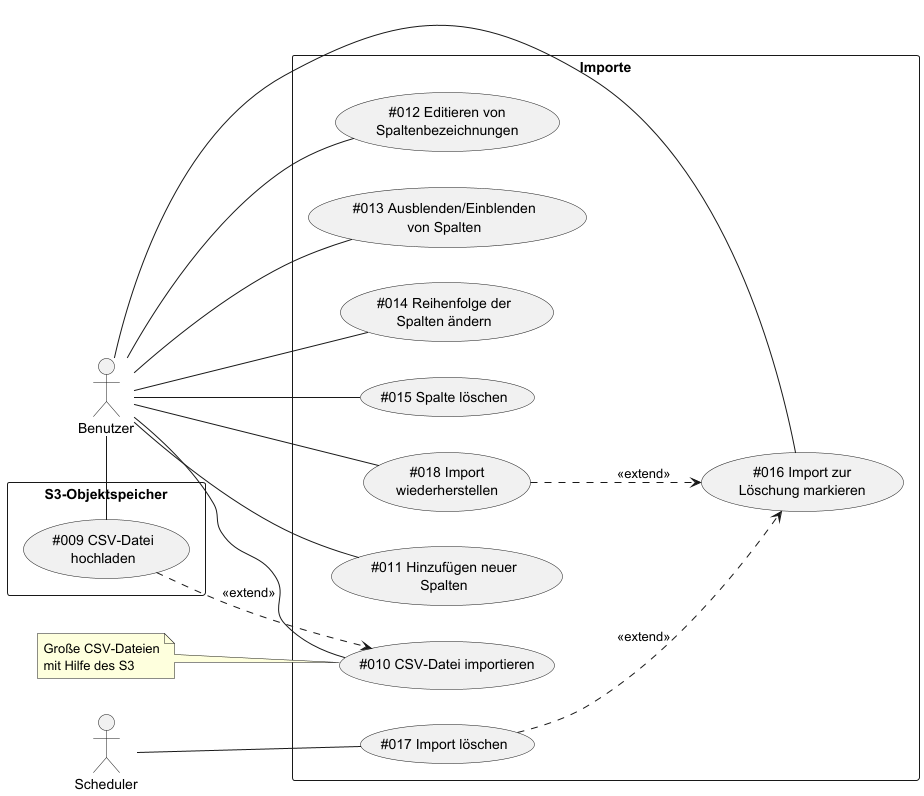 Importe
#012 Editieren von
Spaltenbezeichnungen
#013 Ausblenden/Einblenden
von Spalten
#014 Reihenfolge der
Spalten ändern
#015 Spalte löschen
Benutzer
#018 Import
wiederherstellen
«extend»
#016 Import zur
Löschung markieren
S3-Objektspeicher
#009 CSV-Datei
hochladen
#011 Hinzufügen neuer
Spalten
«extend»
«extend»
Große CSV-Dateien
mit Hilfe des S3
#010 CSV-Datei importieren
#017 Import löschen
Scheduler